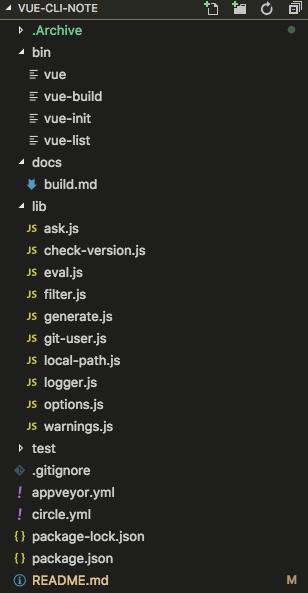 VUE-CLI-NOTE
.Archive
bin
vue
vue-build
vue-init
vue-list
docs
build.md
lib
JS ask.js
JS check-version.js
JS eval.js
JS filter.js
JS generate.js
JS git-user.js
JS local-path.js
JS logger.js
JS options.js
JS warnings.js
test
.gitignore
! appveyor.yml
! circle.yml
{ } package-lock.json
{ } package.json
README.md M